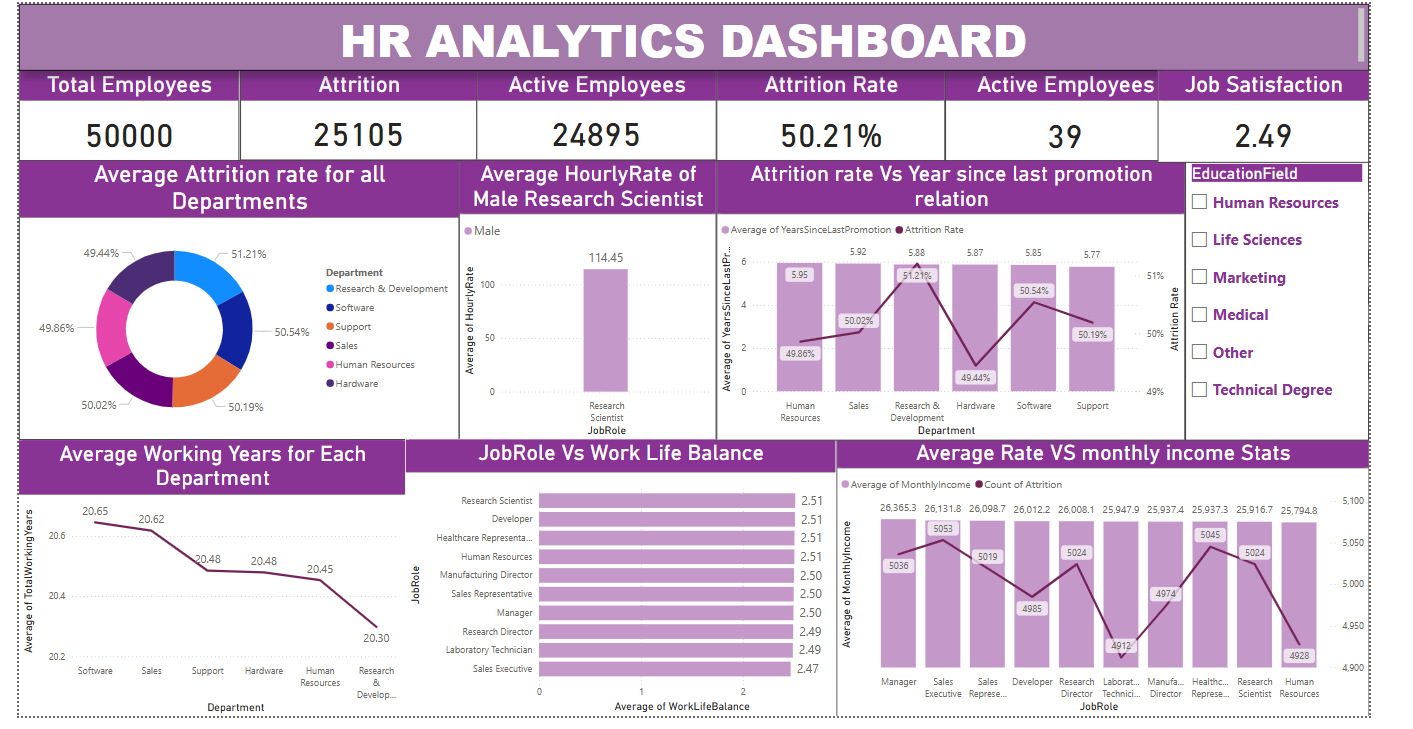 HR ANALYTICS DASHBOARD
Total Employees
50000
Attrition
25105
Active Employees
24895
Attrition Rate
50.21%
Active Employees
39
Job Satisfaction
2.49
Average Attrition rate for all
Departments
49.44%
51.21%
49.86%
50.54%
50.02%
50.19%
Department
Research & Development
Software
Support
Sales
Human Resources
Hardware
Average HourlyRate of
Male Research Scientist
Male
Average of HourlyRate
114.45
100
50
0
Research
Scientist
JobRole
Attrition rate Vs Year since last promotion
relation
Average of YearsSinceLastPromotion
Attrition Rate
Average of YearsSinceLastPr...
6
4
2
0
5.95
5.92
5.88
5.87
5.85
5.77
49.86%
50.02%
51.21%
49.44%
50.54%
50.19%
51%
50%
49%
Attrition Rate
Human
Resources
Sales
Research &
Development
Hardware
Software
Support
Department
EducationField
Human Resources
Life Sciences
Marketing
Medical
Other
Technical Degree
Average Working Years for Each
Department
Average of TotalWorkingYears
20.6
20.4
20.2
20.65
20.62
20.48
20.48
20.45
20.30
Software
Sales
Support
Hardware
Human
Resources
Research
&
Develop...
Department
JobRole Vs Work Life Balance
JobRole
Research Scientist 2.51
Developer 2.51
Healthcare Representa... 2.51
Human Resources 2.51
Manufacturing Director 2.50
Sales Representative 2.50
Manager 2.50
Research Director 2.49
Laboratory Technician 2.49
Sales Executive 2.47
0 1 2
Average of WorkLifeBalance
Average Rate VS monthly income Stats
Average of MonthlyIncome
Count of Attrition
Average of MonthlyIncome
26,365.3 26,131.8 26,098.7 26,012.2 26,008.1 25,947.9 25,937.4 25,937.3 25,916.7 25,794.8
5036
5053
5019
4985
5024
4912
4974
5045
5024
4928
5,100
5,050
5,000
4,950
4,900
Manager
Sales
Executive
Sales
Represe...
Developer
Research
Director
Laborat...
Technici...
Manufa...
Director
Healthc...
Represe...
Research
Scientist
Human
Resources
JobRole